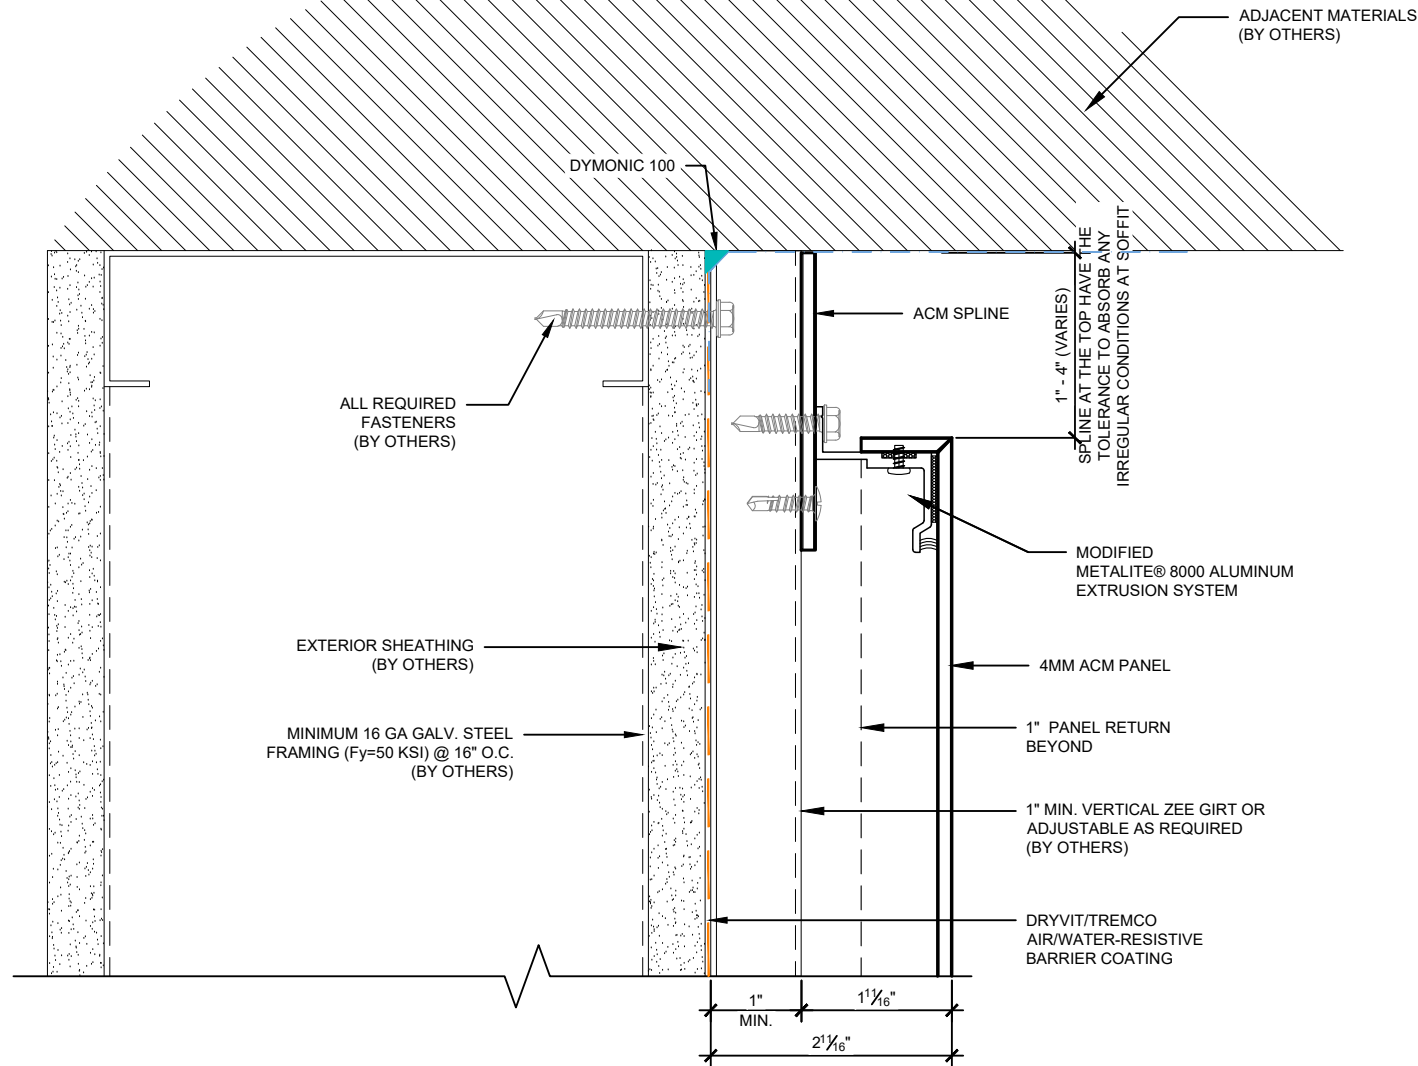 ADJACENT MATERIALS
(BY OTHERS)
DYMONIC 100
ACM SPLINE
1" - 4" (VARIES)
SPLINE AT THE TOP HAVE THE
TOLERANCE TO ABSORB ANY
IRREGULAR CONDITIONS AT SOFFIT
ALL REQUIRED
FASTENERS
(BY OTHERS)
MODIFIED
METALITE® 8000 ALUMINUM
EXTRUSION SYSTEM
EXTERIOR SHEATHING
(BY OTHERS)
4MM ACM PANEL
MINIMUM 16 GA GALV. STEEL
FRAMING (Fy=50 KSI) @ 16" O.C.
(BY OTHERS)
1" PANEL RETURN
BEYOND
1" MIN. VERTICAL ZEE GIRT OR
ADJUSTABLE AS REQUIRED
(BY OTHERS)
DRYVIT/TREMCO
AIR/WATER-RESISTIVE
BARRIER COATING
1"
MIN.
1 11/16"
2 11/16"